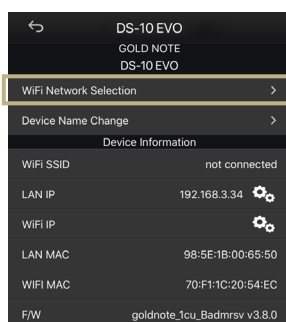 DS-10 EVO
GOLD NOTE
DS-10 EVO
WiFi Network Selection
Device Name Change
Device Information
WiFi SSID not connected
LAN IP 192.168.3.34
WiFi IP
LAN MAC 98:5E:1B:00:65:50
WIFI MAC 70:F1:1C:20:54:EC
F/W goldnote_1cu_Badmrsv v3.8.0